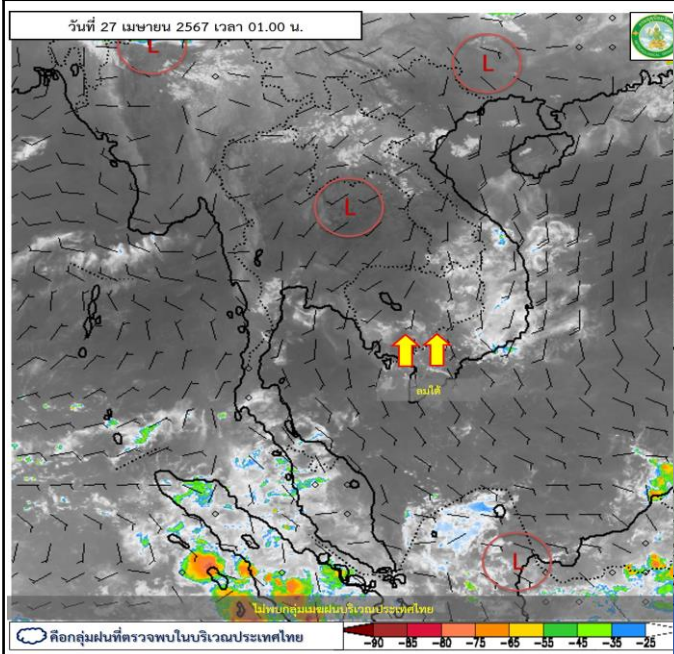 วันที่ 27 เมษายน 2567 เวลา 01.00 น.
L
L
L
ลมใต้
L
ไม่พบกลุ่มเมฆฝนบริเวณประเทศไทย
คือกลุ่มฝนที่ตรวจพบในบริเวณประเทศไทย
-90 -85 -80 -75 -65 -55 -45 -35 -25